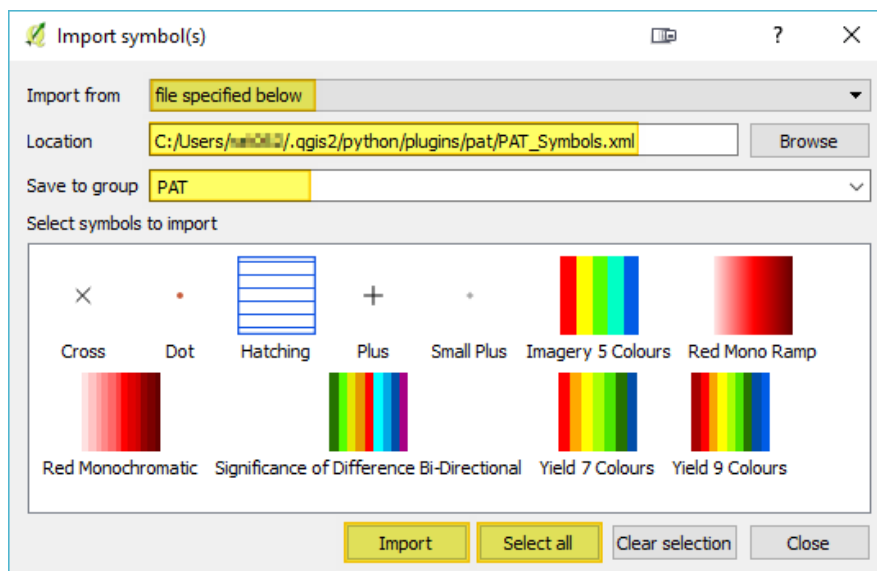 Import symbol(s)
?
Import from file specified below
Location C:/Users/ /.qgis2/python/plugins/pat/PAT_Symbols.xml Browse
Save to group PAT
Select symbols to import
Cross Dot Hatching Plus Small Plus Imagery 5 Colours Red Mono Ramp
Red Monochromatic Significance of Difference Bi-Directional Yield 7 Colours Yield 9 Colours
Import Select all Clear selection Close